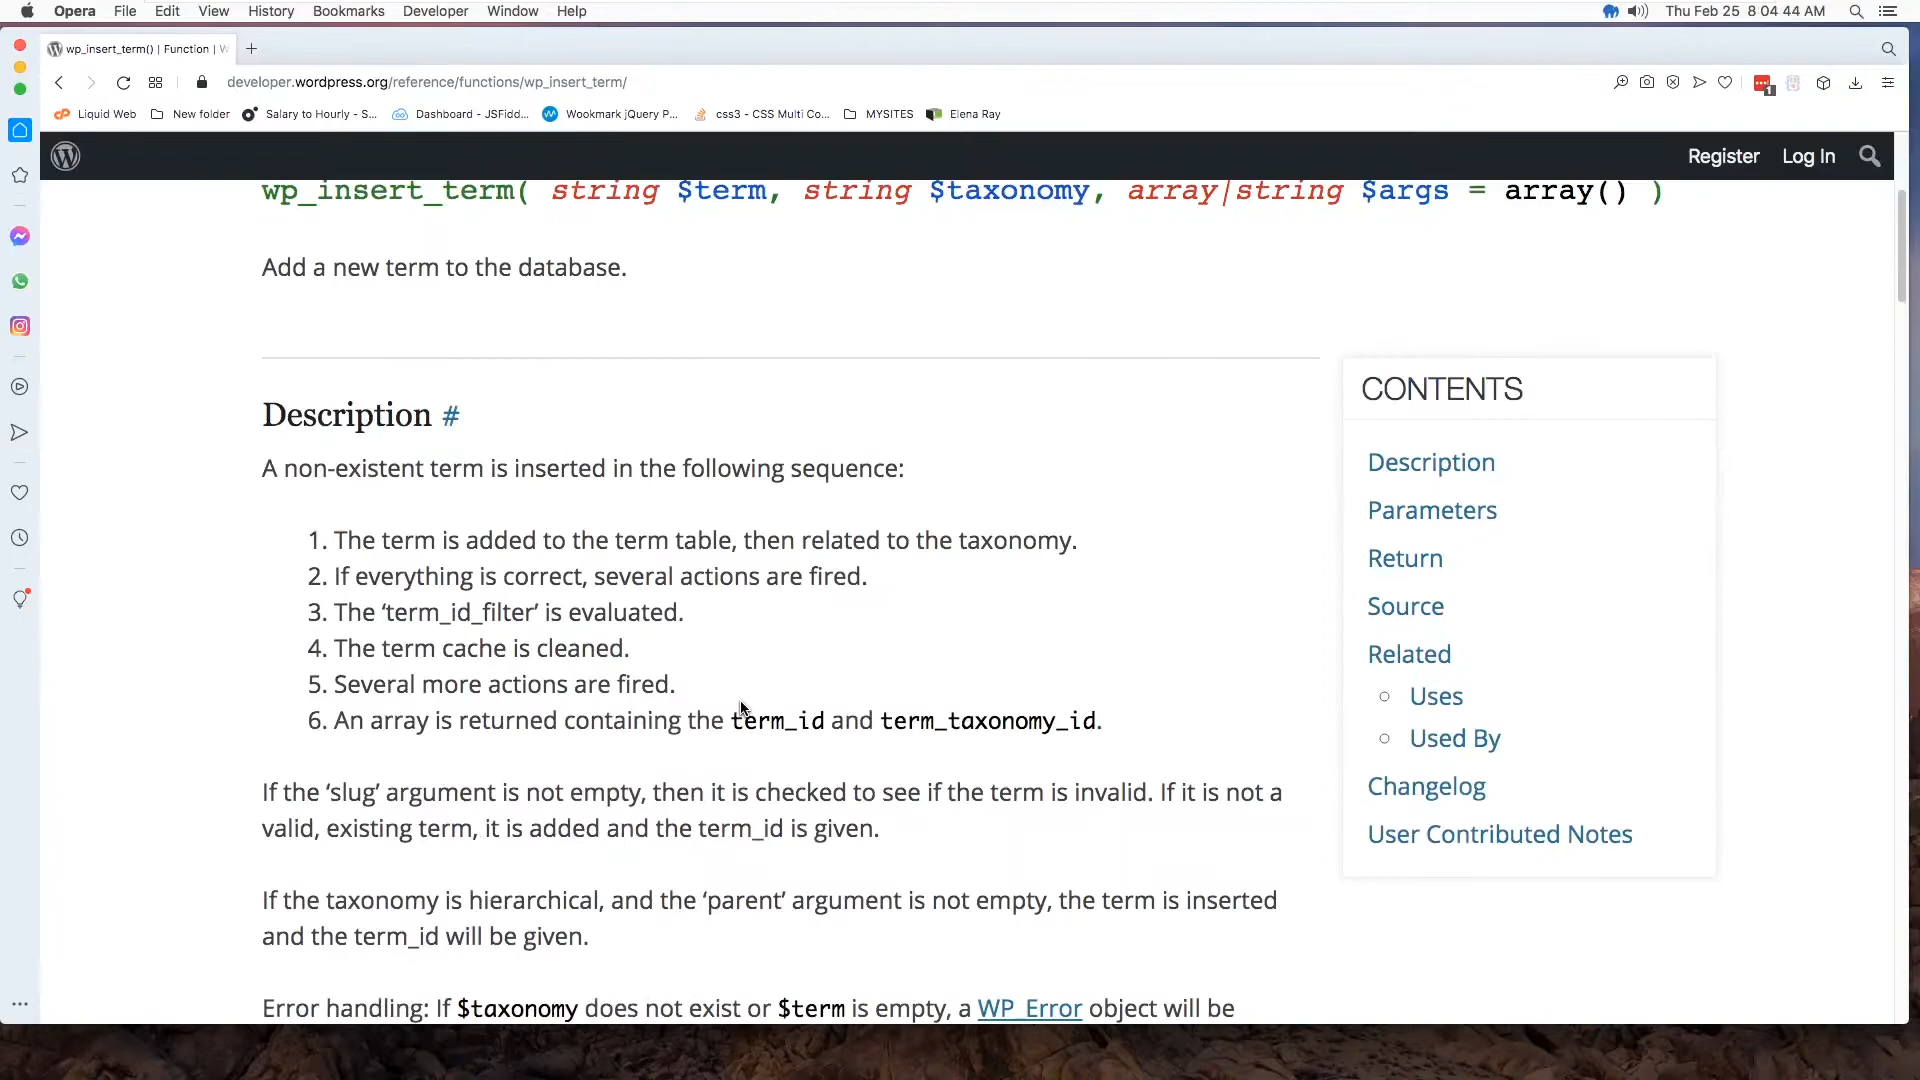 Opera File Edit View History Bookmarks Developer Window Help Thu Feb 25 8 04 44 AM
wp_insert_term() | Function | W
developer.wordpress.org/reference/functions/wp_insert_term/
1
Liquid Web New folder Salary to Hourly - S... Dashboard - JSFidd... Wookmark jQuery P... css3 - CSS Multi Co... MYSITES Elena Ray
Register Log In
wp_insert_term( string $term, string $taxonomy, array|string $args = array() )
Add a new term to the database.
Description #
A non-existent term is inserted in the following sequence:
1. The term is added to the term table, then related to the taxonomy.
2. If everything is correct, several actions are fired.
3. The ‘term_id_filter’ is evaluated.
4. The term cache is cleaned.
5. Several more actions are fired.
6. An array is returned containing the term_id and term_taxonomy_id.
If the ‘slug’ argument is not empty, then it is checked to see if the term is invalid. If it is not a
valid, existing term, it is added and the term_id is given.
If the taxonomy is hierarchical, and the ‘parent’ argument is not empty, the term is inserted
and the term_id will be given.
Error handling: If $taxonomy does not exist or $term is empty, a WP_Error object will be
CONTENTS
Description
Parameters
Return
Source
Related
Uses
Used By
Changelog
User Contributed Notes